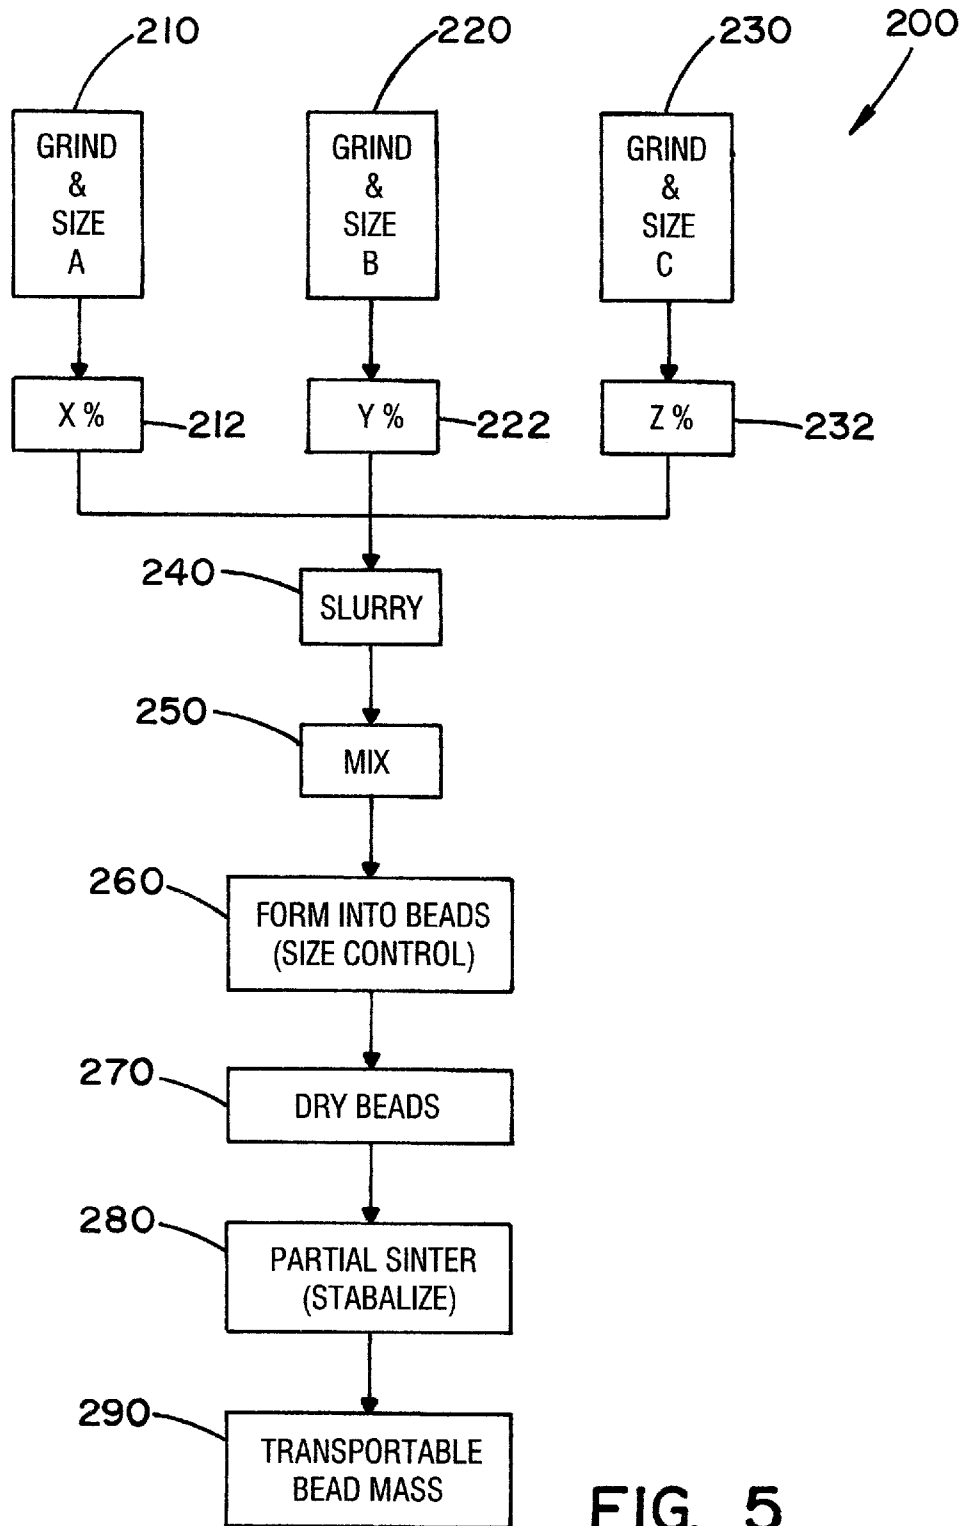 210
220
230
200
GRIND
&
SIZE
A
GRIND
&
SIZE
B
GRIND
&
SIZE
C
X %
212
Y %
222
Z %
232
240
SLURRY
250
MIX
260
FORM INTO BEADS
(SIZE CONTROL)
270
DRY BEADS
280
PARTIAL SINTER
(STABALIZE)
290
TRANSPORTABLE
BEAD MASS
FIG. 5